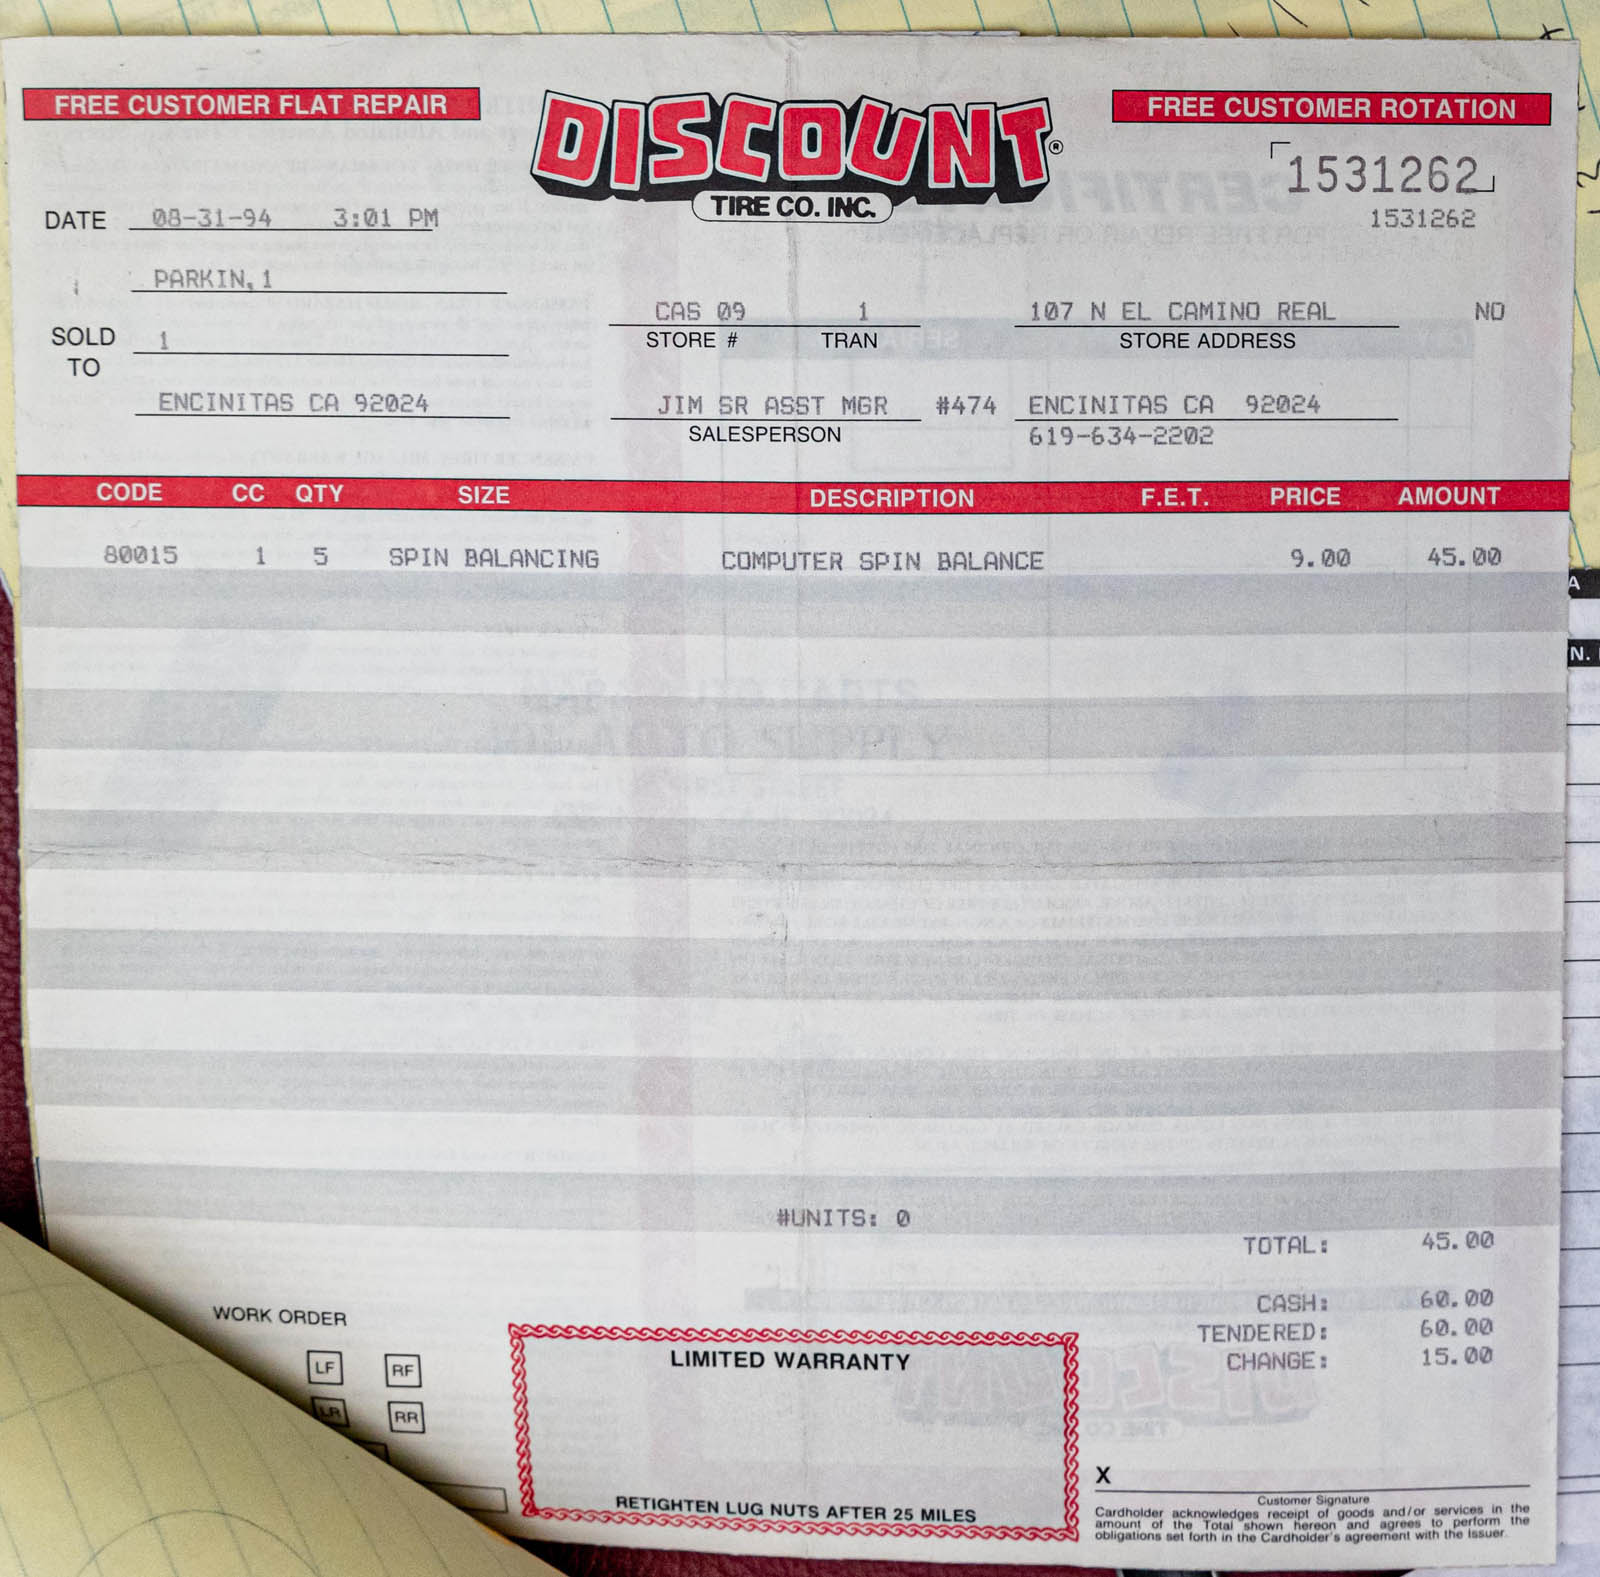 FREE CUSTOMER FLAT REPAIR
DISCOUNT®
TIRE CO. INC.
FREE CUSTOMER ROTATION
1531262
1531262
DATE 08-31-94 3:01 PM
PARKIN,1
SOLD TO 1
ENCINITAS CA 92024
CAS 09 1
STORE # TRAN
107 N EL CAMINO REAL NO
STORE ADDRESS
JIM SR ASST MGR #474
SALESPERSON
ENCINITAS CA 92024
619-634-2202
CODE CC QTY SIZE DESCRIPTION F.E.T. PRICE AMOUNT
80015 1 5 SPIN BALANCING COMPUTER SPIN BALANCE 9.00 45.00
#UNITS: 0
TOTAL: 45.00
CASH: 60.00
TENDERED: 60.00
CHANGE: 15.00
WORK ORDER
LF RF
LR RR
LIMITED WARRANTY
RETIGHTEN LUG NUTS AFTER 25 MILES
X
Customer Signature
Cardholder acknowledges receipt of goods and/or services in the
amount of the Total shown hereon and agrees to perform the
obligations set forth in the Cardholder's agreement with the issuer.